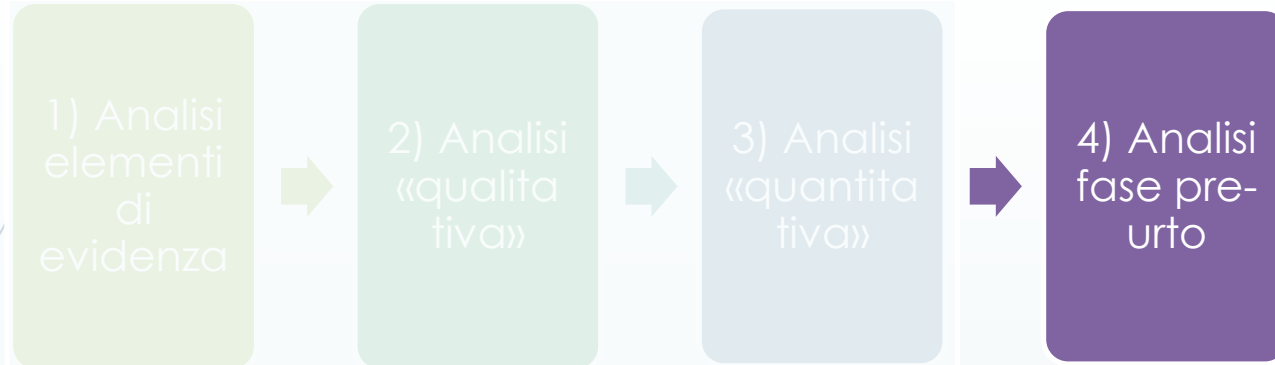 1) Analisi
elementi
di
evidenza
2) Analisi
«qualita
tiva»
3) Analisi
«quantita
tiva»
4) Analisi
fase pre-
urto